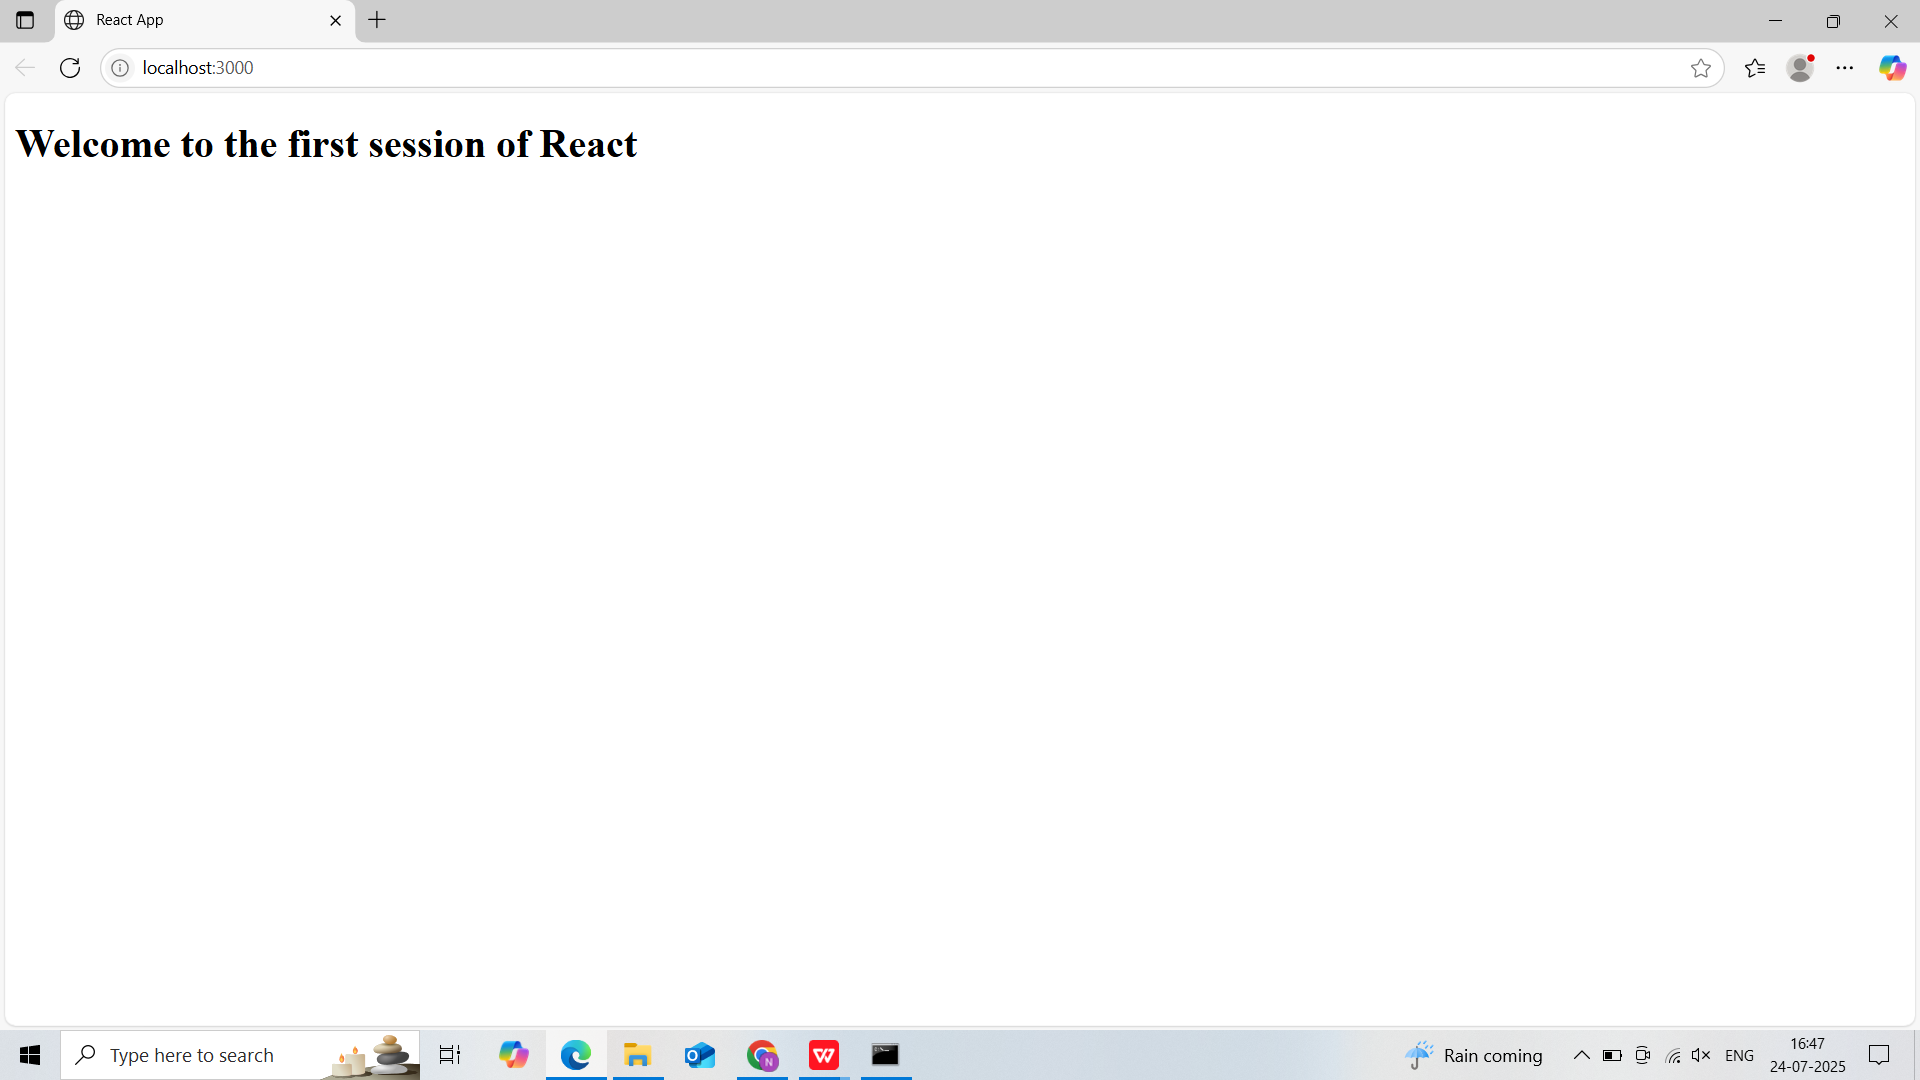 React App
localhost:3000
Welcome to the first session of React
Type here to search
Rain coming
ENG
16:47
24-07-2025